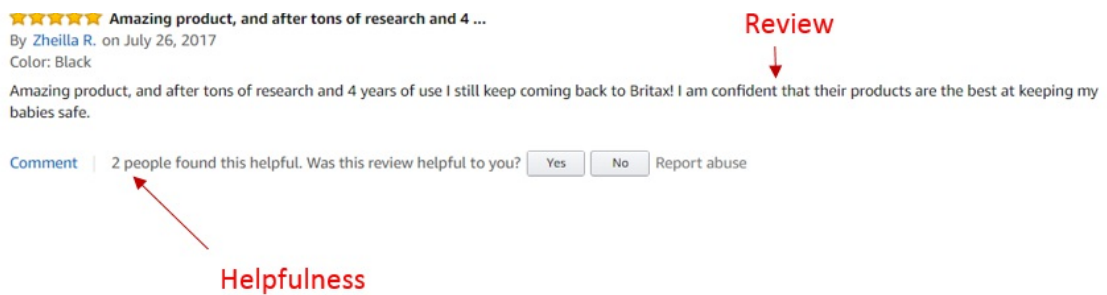 Amazing product, and after tons of research and 4 ...
Review
By Zheilla R. on July 26, 2017
Color: Black
Amazing product, and after tons of research and 4 years of use I still keep coming back to Britax! I am confident that their products are the best at keeping my
babies safe.
Comment | 2 people found this helpful. Was this review helpful to you? Yes No Report abuse
Helpfulness